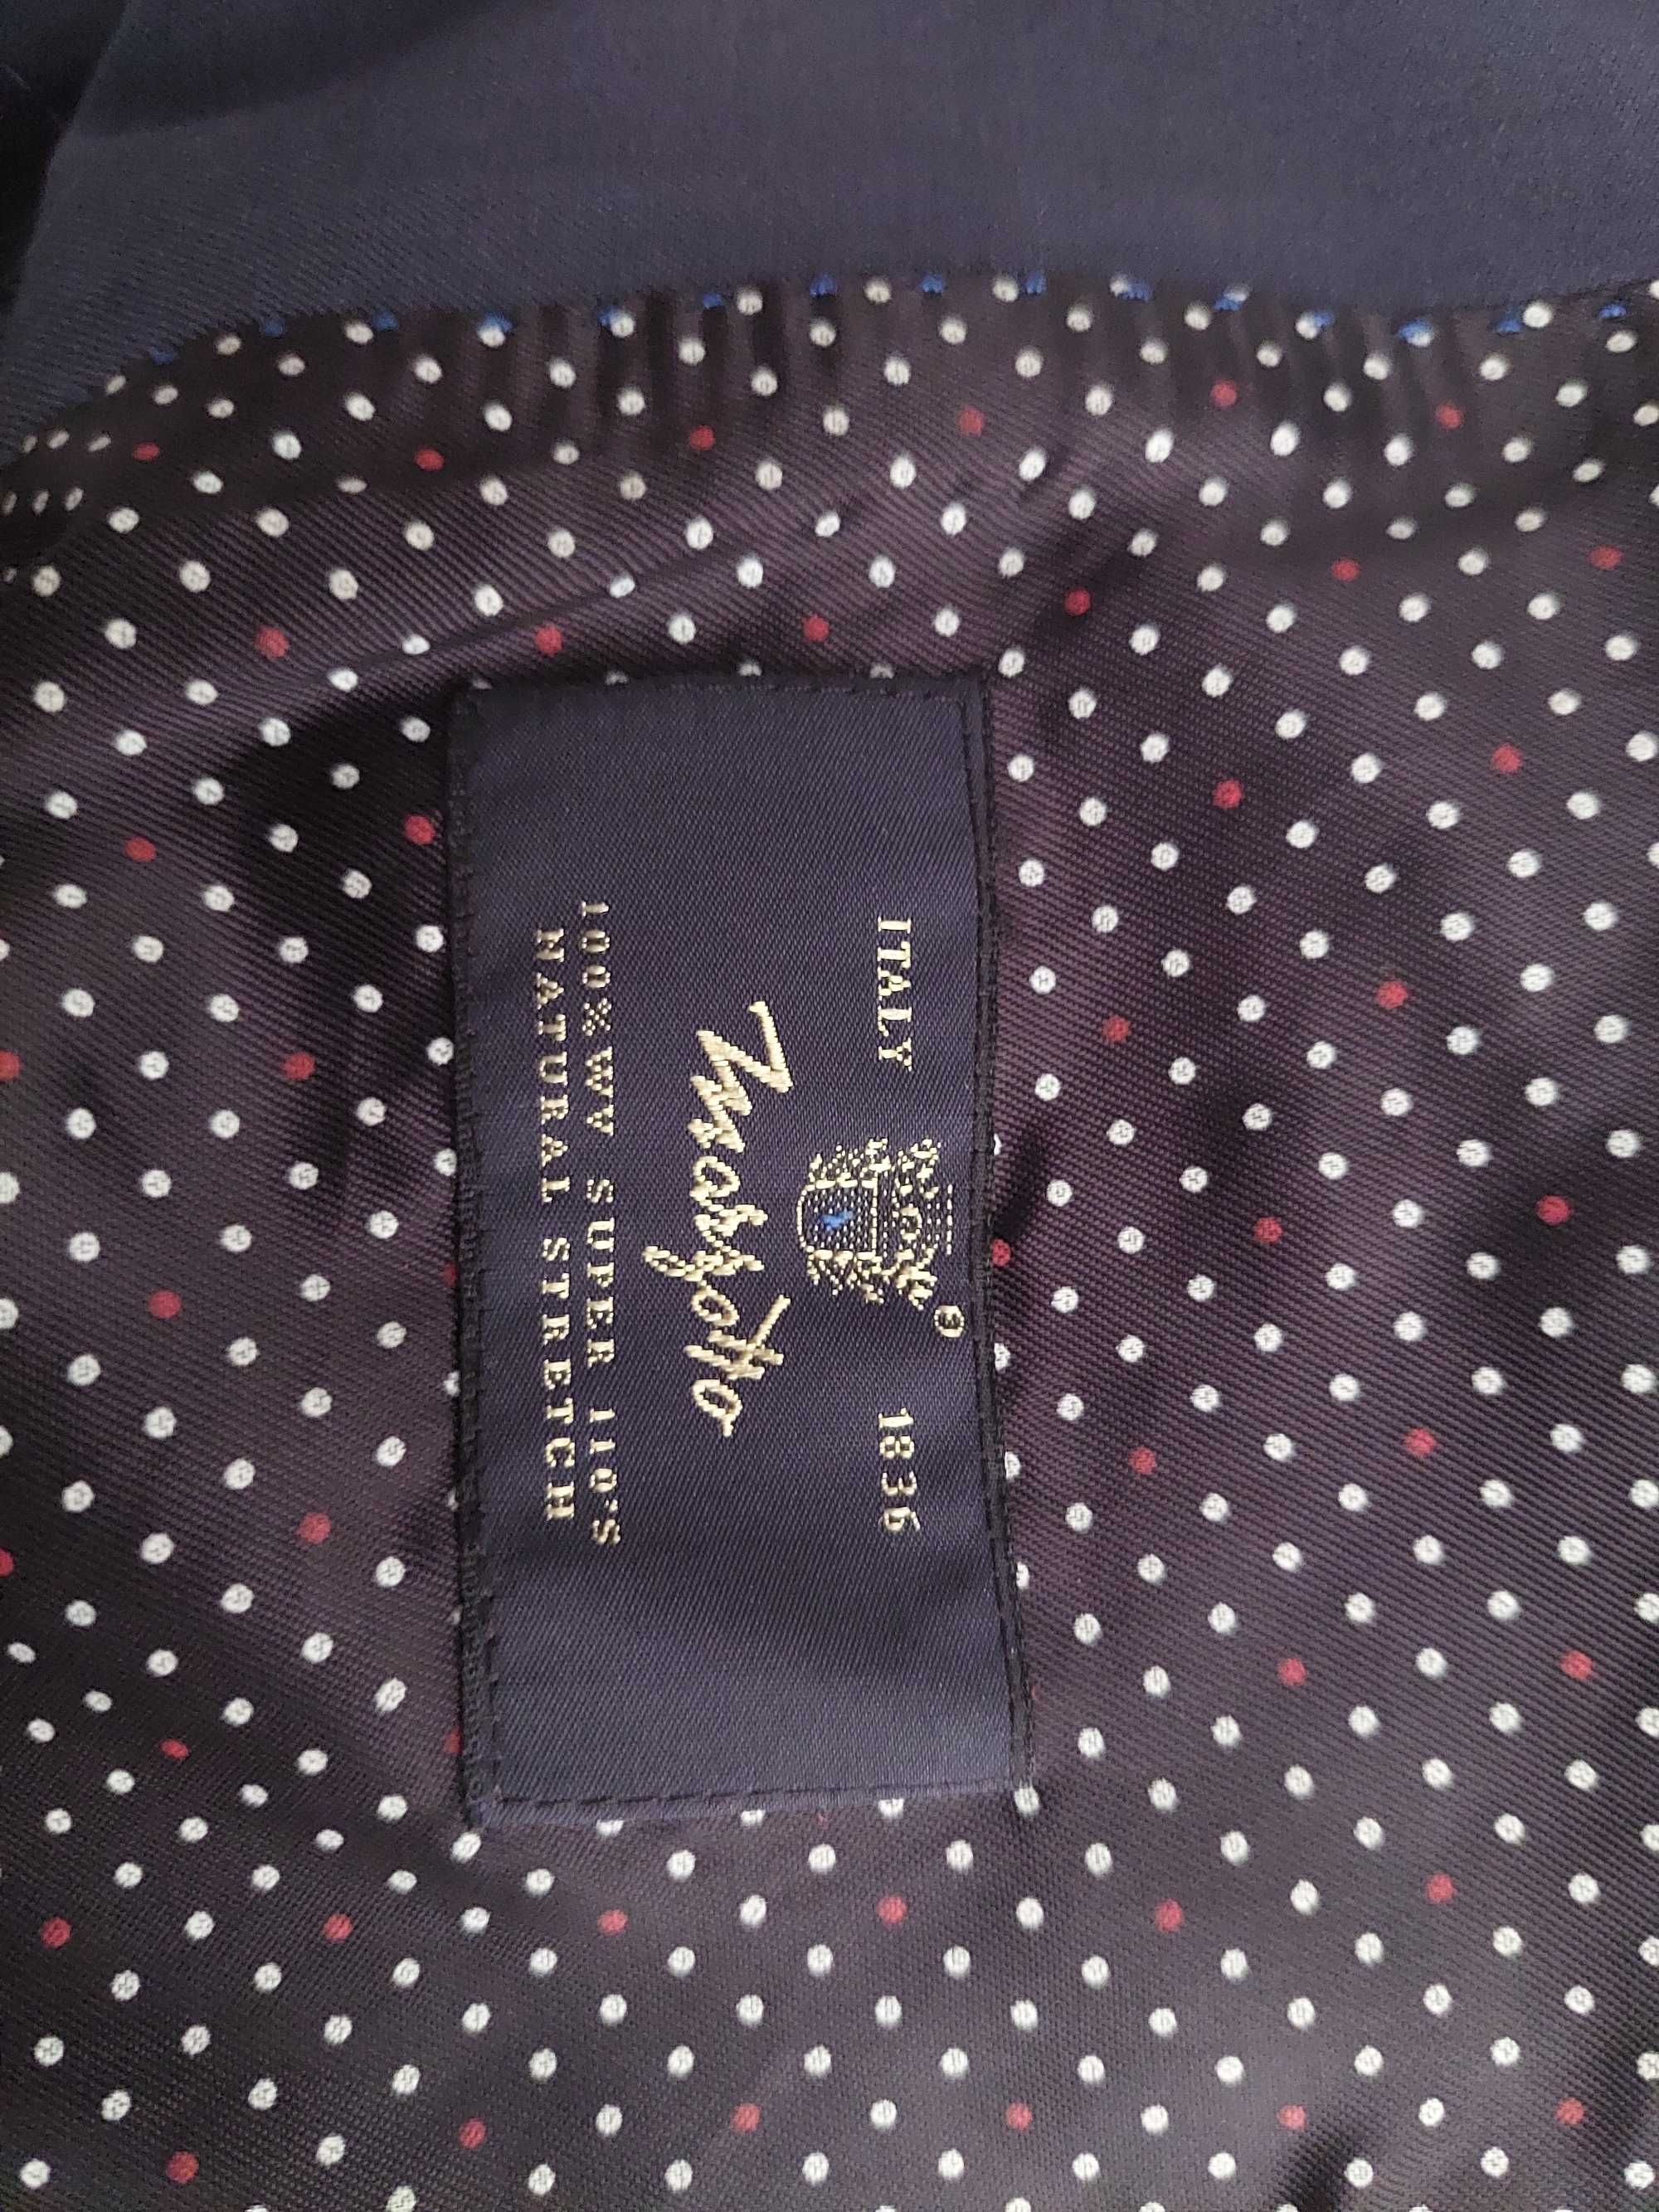 ITALY 1836
Marzotto
100% WV SUPER 110'S
NATURAL STRETCH